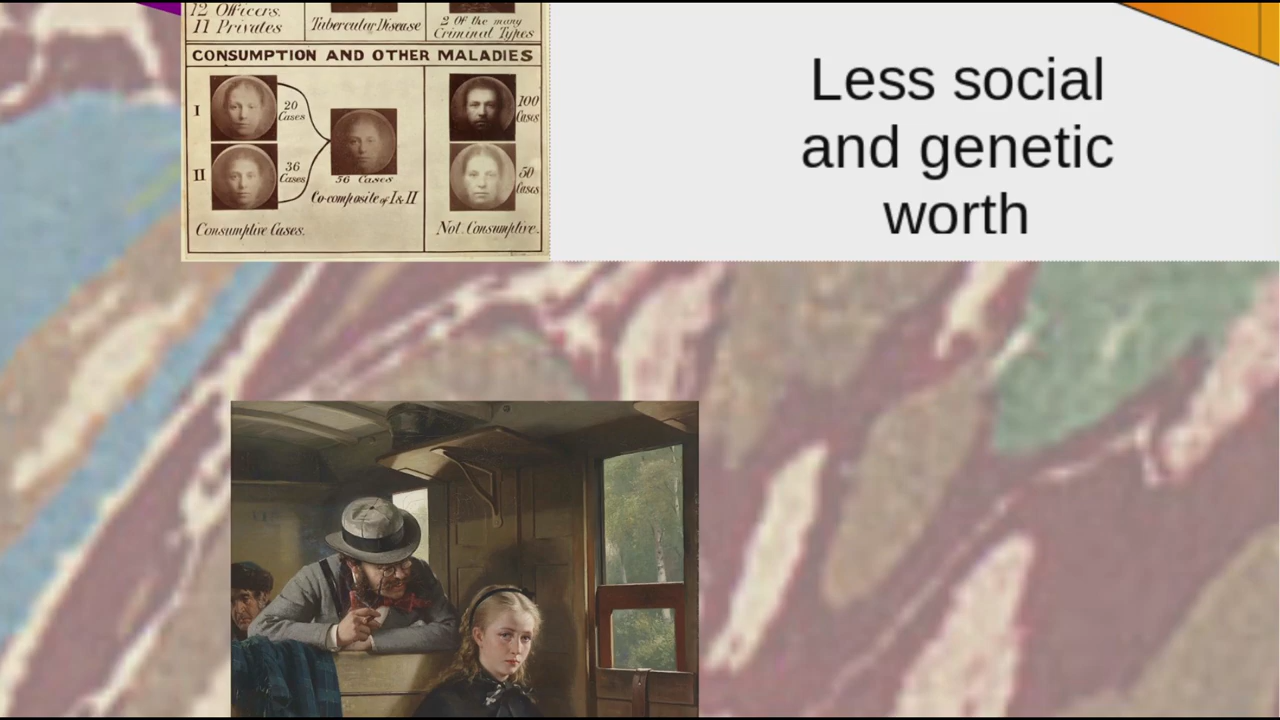 12 Officers.
11 Privates
Tubercular Disease
2 Of the many
Criminal Types
CONSUMPTION AND OTHER MALADIES
I
20
Cases
II
36
Cases
56 Cases
Co-composite of I & II
Consumptive Cases.
100
Cases
50
Cases
Not Consumptive.
Less social
and genetic
worth